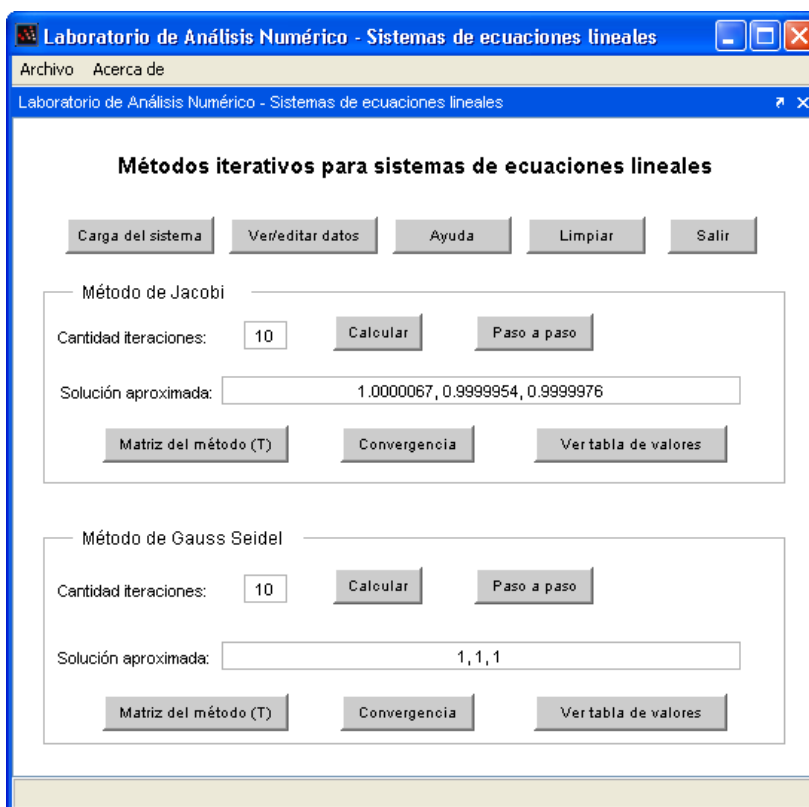 Laboratorio de Análisis Numérico - Sistemas de ecuaciones lineales
Archivo Acerca de
Laboratorio de Análisis Numérico - Sistemas de ecuaciones lineales
Métodos iterativos para sistemas de ecuaciones lineales
Carga del sistema Ver/editar datos Ayuda Limpiar Salir
Método de Jacobi
Cantidad iteraciones: 10 Calcular Paso a paso
Solución aproximada: 1.0000067, 0.9999954, 0.9999976
Matriz del método (T) Convergencia Ver tabla de valores
Método de Gauss Seidel
Cantidad iteraciones: 10 Calcular Paso a paso
Solución aproximada: 1, 1, 1
Matriz del método (T) Convergencia Ver tabla de valores